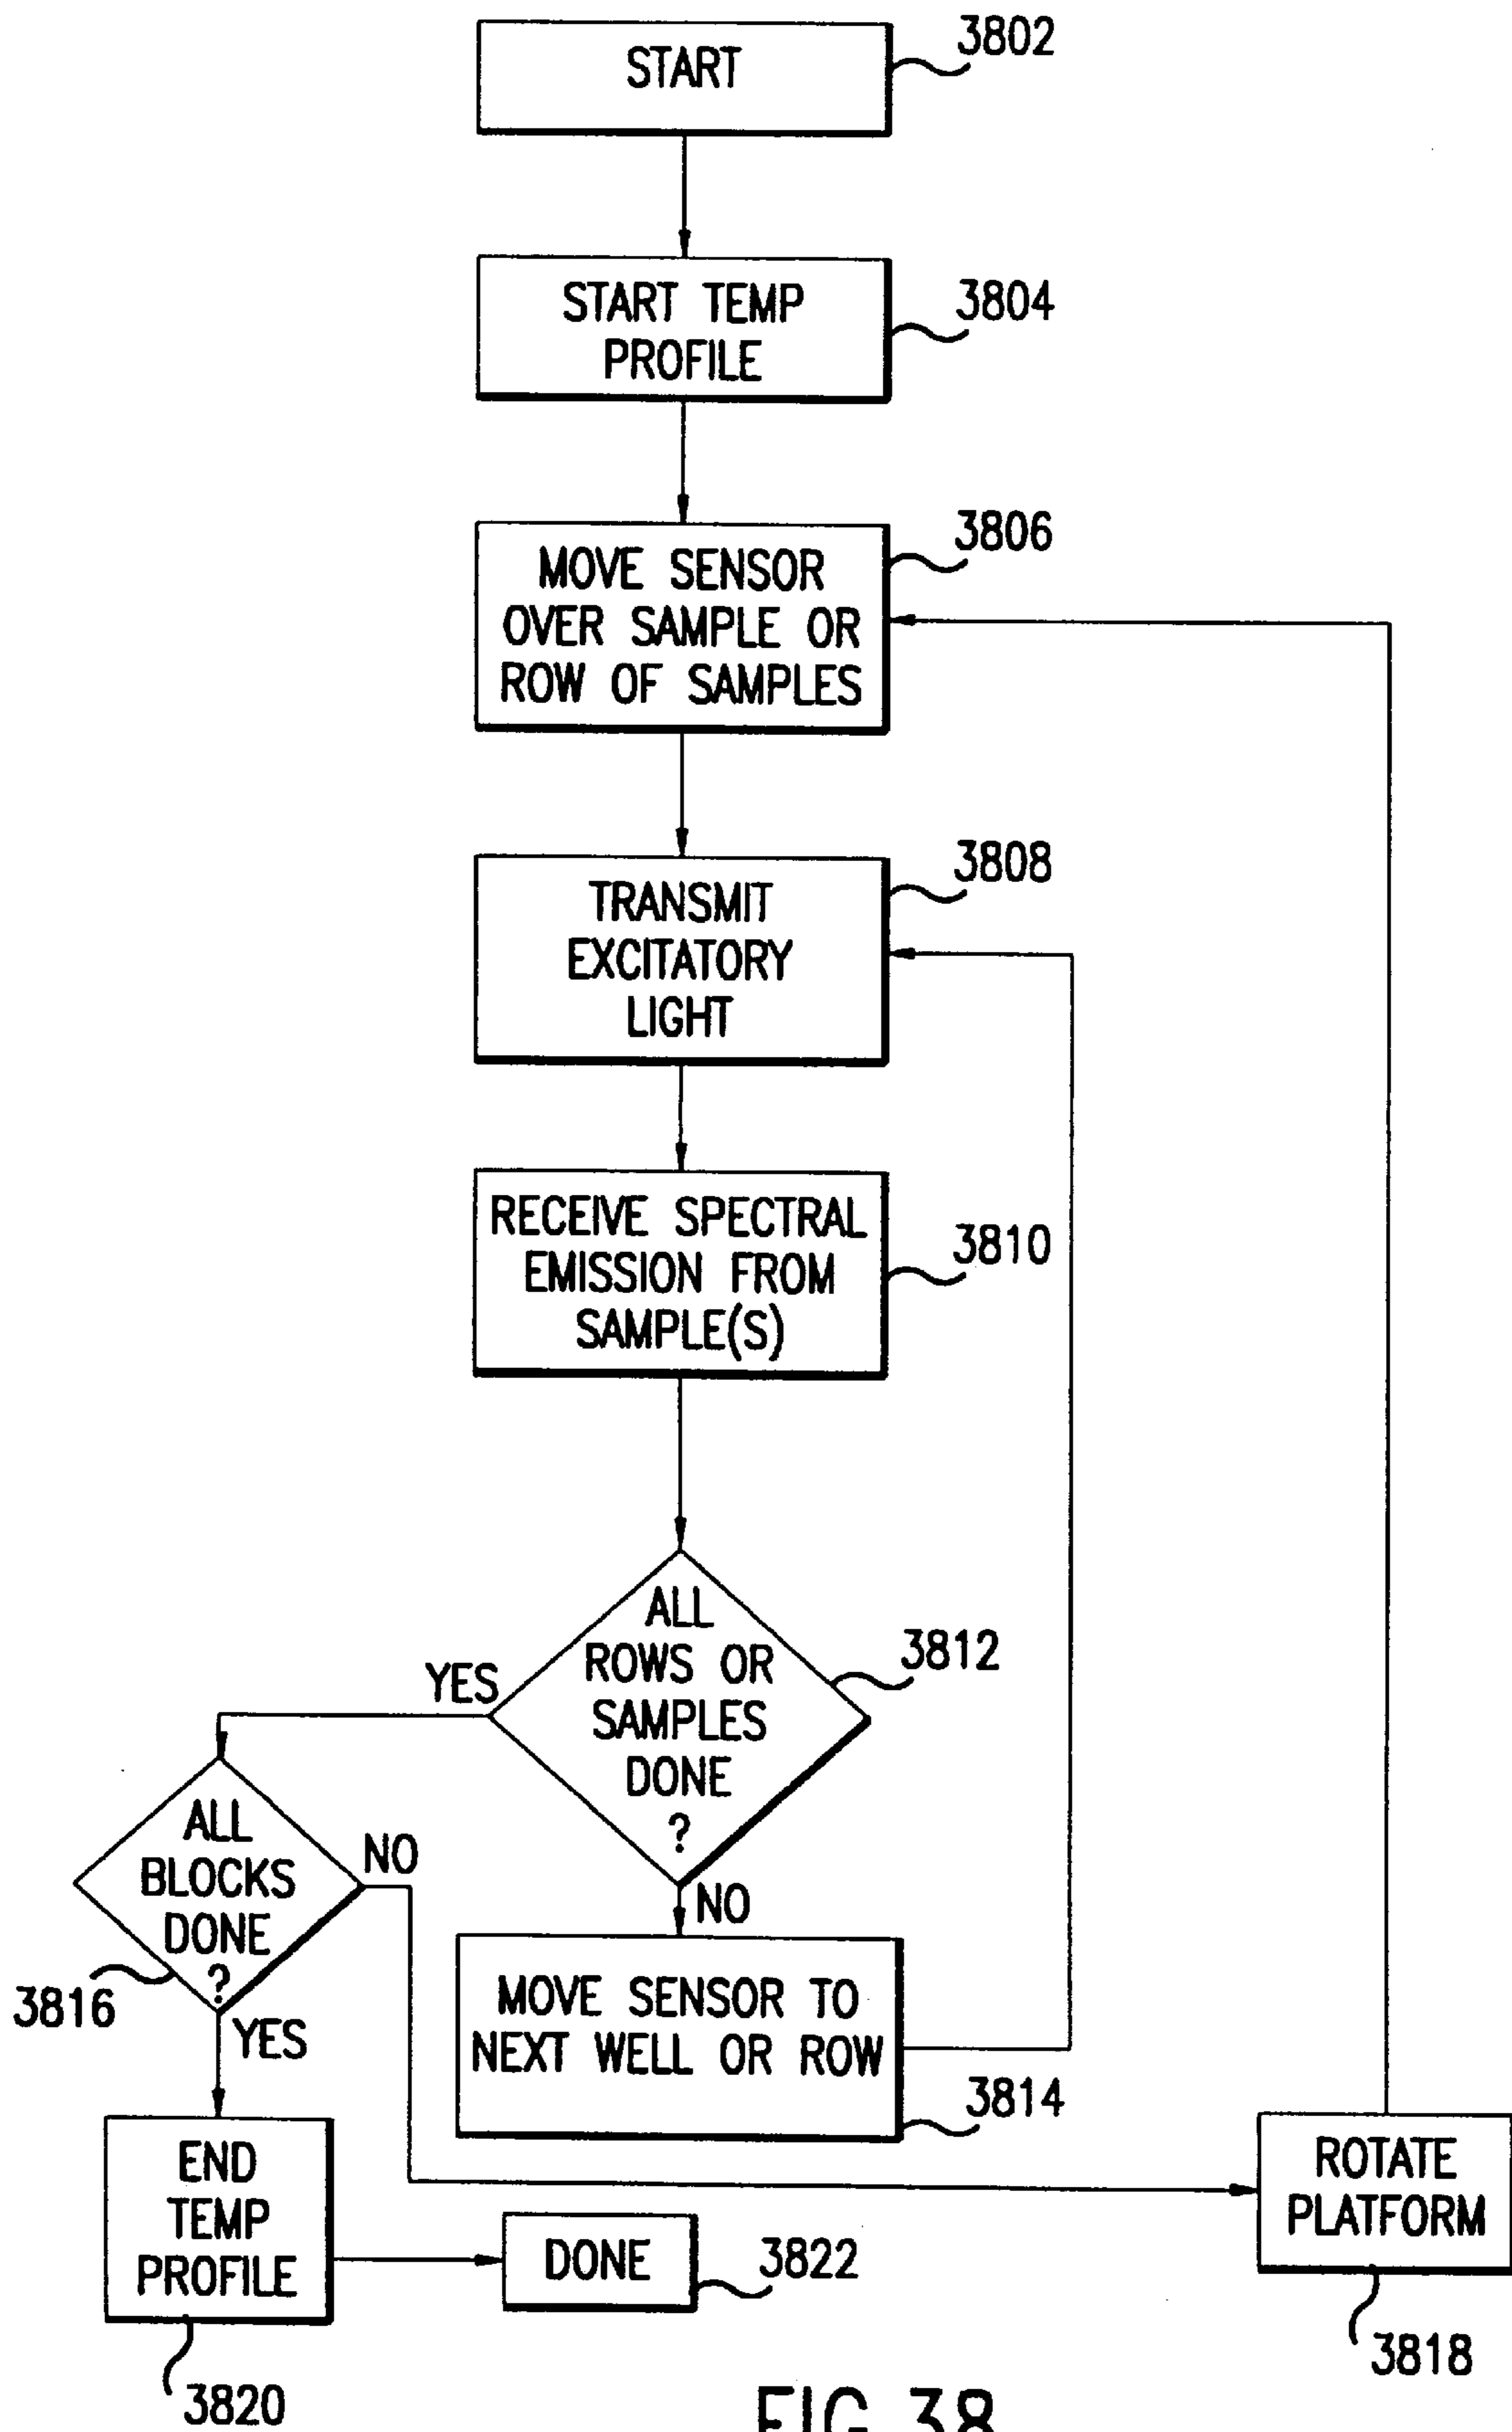 START
3802
START TEMP
PROFILE
3804
MOVE SENSOR
OVER SAMPLE OR
ROW OF SAMPLES
3806
TRANSMIT
EXCITATORY
LIGHT
3808
RECEIVE SPECTRAL
EMISSION FROM
SAMPLE(S)
3810
ALL
ROWS OR
SAMPLES
DONE
?
3812
YES
NO
ALL
BLOCKS
DONE
?
3816
NO
YES
MOVE SENSOR TO
NEXT WELL OR ROW
3814
END
TEMP
PROFILE
3820
DONE
3822
ROTATE
PLATFORM
3818
FIG.38